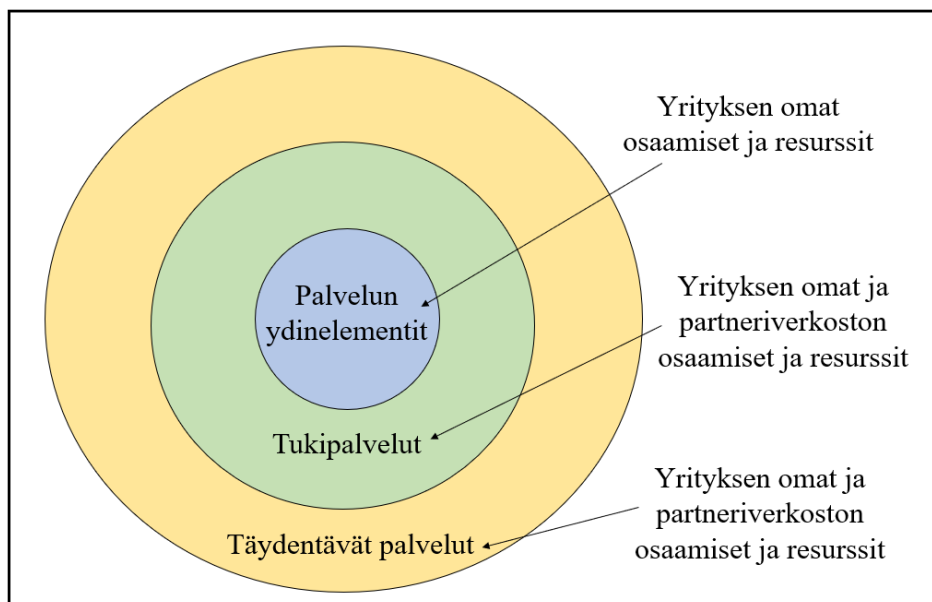 Yrityksen omat
osaamiset ja resurssit
Palvelun
ydinelementit
Yrityksen omat ja
partneriverkoston
osaamiset ja resurssit
Tukipalvelut
Yrityksen omat ja
partneriverkoston
osaamiset ja resurssit
Täydentävät palvelut